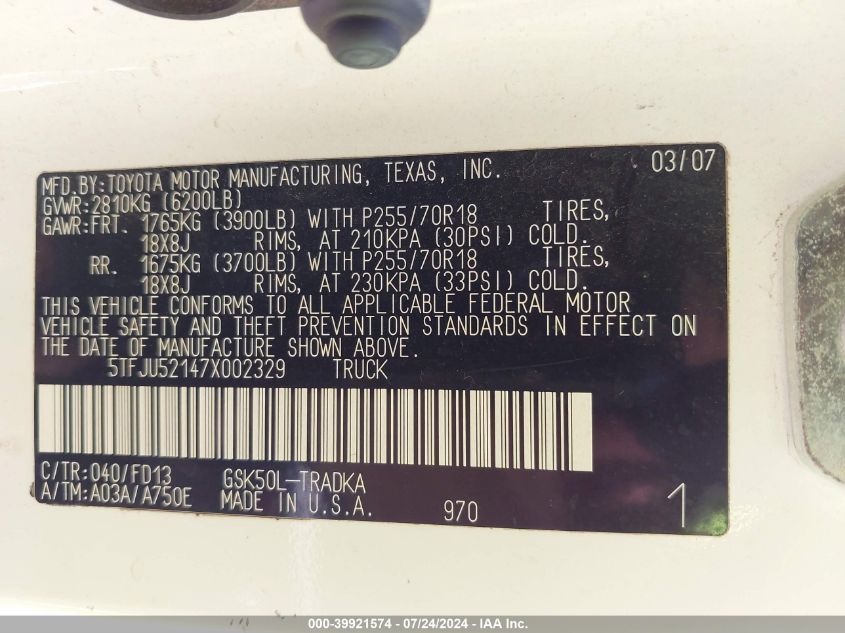 MFD.BY:TOYOTA MOTOR MANUFACTURING, TEXAS, INC. 03/07
GVWR:2810KG (6200LB)
GAWR:FRT. 1765KG (3900LB) WITH P255/70R18 TIRES,
18X8J RIMS, AT 210KPA (30PSI) COLD.
RR. 1675KG (3700LB) WITH P255/70R18 TIRES,
18X8J RIMS, AT 230KPA (33PSI) COLD.
THIS VEHICLE CONFORMS TO ALL APPLICABLE FEDERAL MOTOR
VEHICLE SAFETY AND THEFT PREVENTION STANDARDS IN EFFECT ON
THE DATE OF MANUFACTURE SHOWN ABOVE.
5TFJU52147X002329 TRUCK
C/TR:040/FD13 GSK50L-TRADKA
A/TM:A03A/A750E MADE IN U.S.A. 970 1
000-39921574 - 07/24/2024 - IAA Inc.